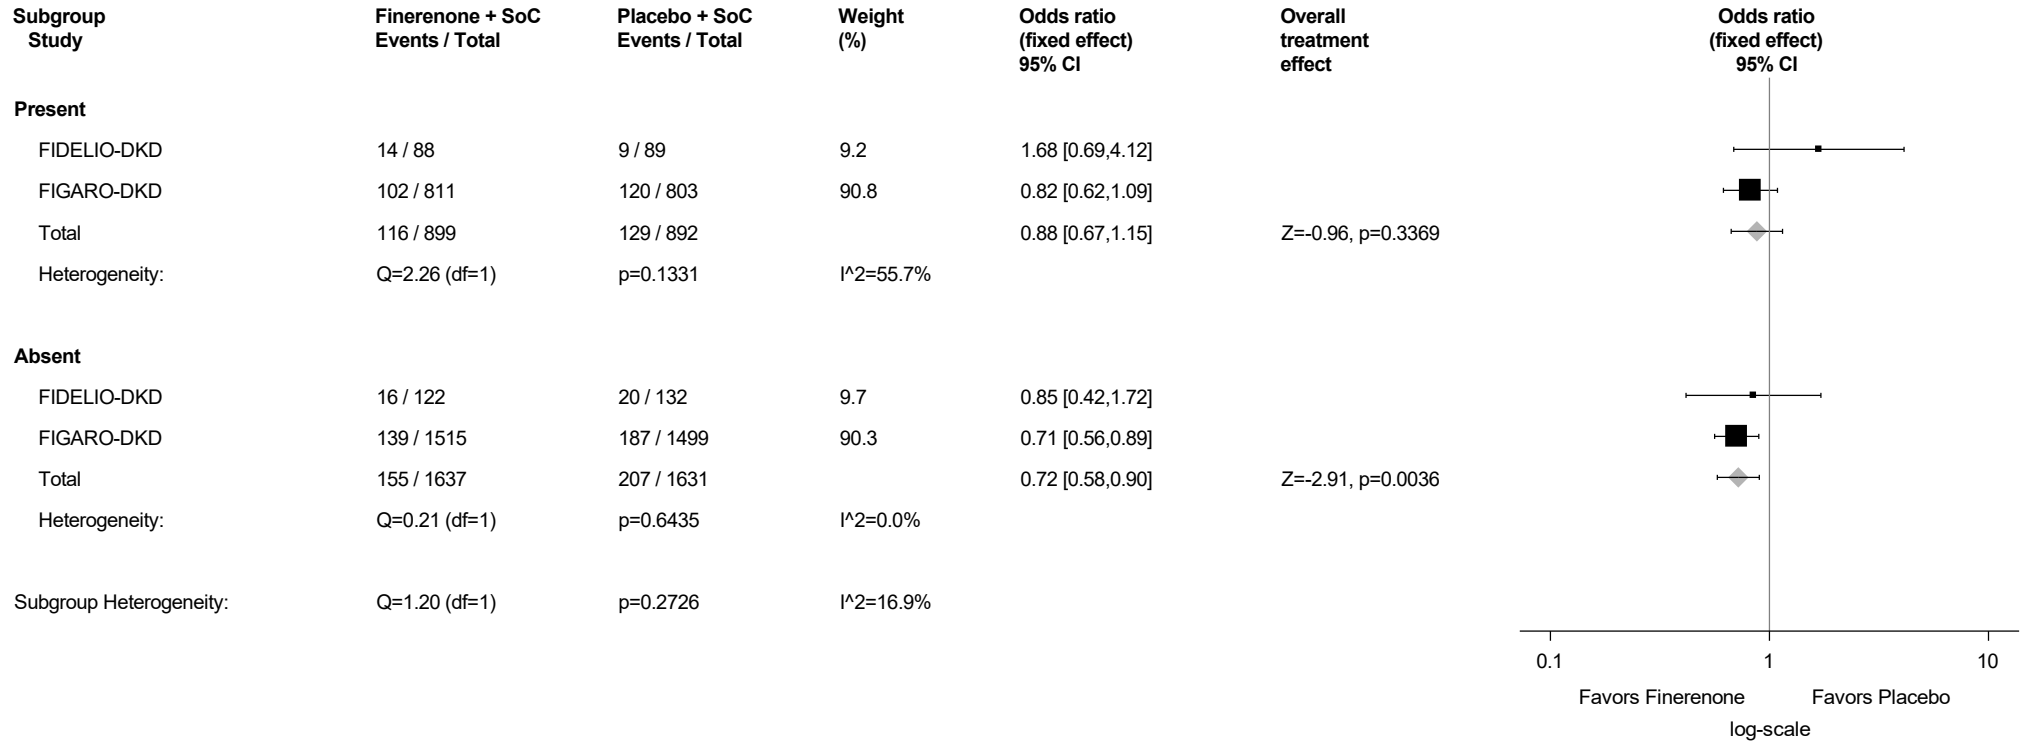 Subgroup Finerenone + SoC Placebo + SoC Weight Odds ratio Overall Odds ratio
Study Events / Total Events / Total (%) (fixed effect) treatment (fixed effect)
95% CI effect 95% CI
Present
FIDELIO-DKD 14 / 88 9 / 89 9.2 1.68 [0.69,4.12]
FIGARO-DKD 102 / 811 120 / 803 90.8 0.82 [0.62,1.09]
Total 116 / 899 129 / 892 0.88 [0.67,1.15] Z=-0.96, p=0.3369
Heterogeneity: Q=2.26 (df=1) p=0.1331 I^2=55.7%
Absent
FIDELIO-DKD 16 / 122 20 / 132 9.7 0.85 [0.42,1.72]
FIGARO-DKD 139 / 1515 187 / 1499 90.3 0.71 [0.56,0.89]
Total 155 / 1637 207 / 1631 0.72 [0.58,0.90] Z=-2.91, p=0.0036
Heterogeneity: Q=0.21 (df=1) p=0.6435 I^2=0.0%
Subgroup Heterogeneity: Q=1.20 (df=1) p=0.2726 I^2=16.9%
0.1 1 10
Favors Finerenone Favors Placebo
log-scale